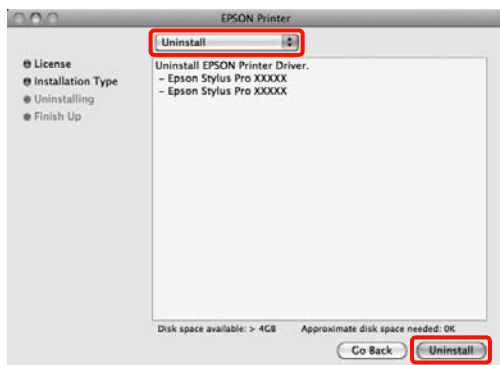 EPSON Printer
Uninstall
License
Installation Type
Uninstalling
Finish Up
Uninstall EPSON Printer Driver.
– Epson Stylus Pro XXXXX
– Epson Stylus Pro XXXXX
Disk space available: > 4GB Approximate disk space needed: 0K
Go Back Uninstall